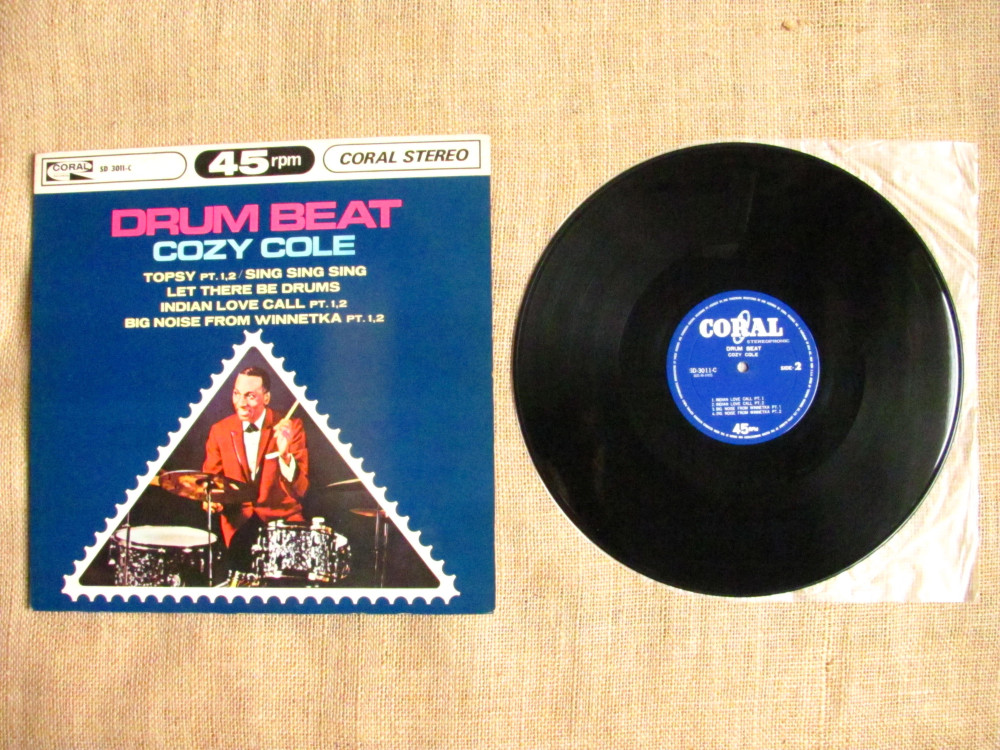 CORAL
SD 3011-C
45 rpm
CORAL STEREO
DRUM BEAT
COZY COLE
TOPSY PT.1,2 / SING SING SING
LET THERE BE DRUMS
INDIAN LOVE CALL PT.1,2
BIG NOISE FROM WINNETKA PT.1,2
CORAL
STEREOPHONIC
DRUM BEAT
COZY COLE
SD-3011-C
SIDE-2
1. INDIAN LOVE CALL PT.1
2. INDIAN LOVE CALL PT.2
3. BIG NOISE FROM WINNETKA PT.1
4. BIG NOISE FROM WINNETKA PT.2
45RPM